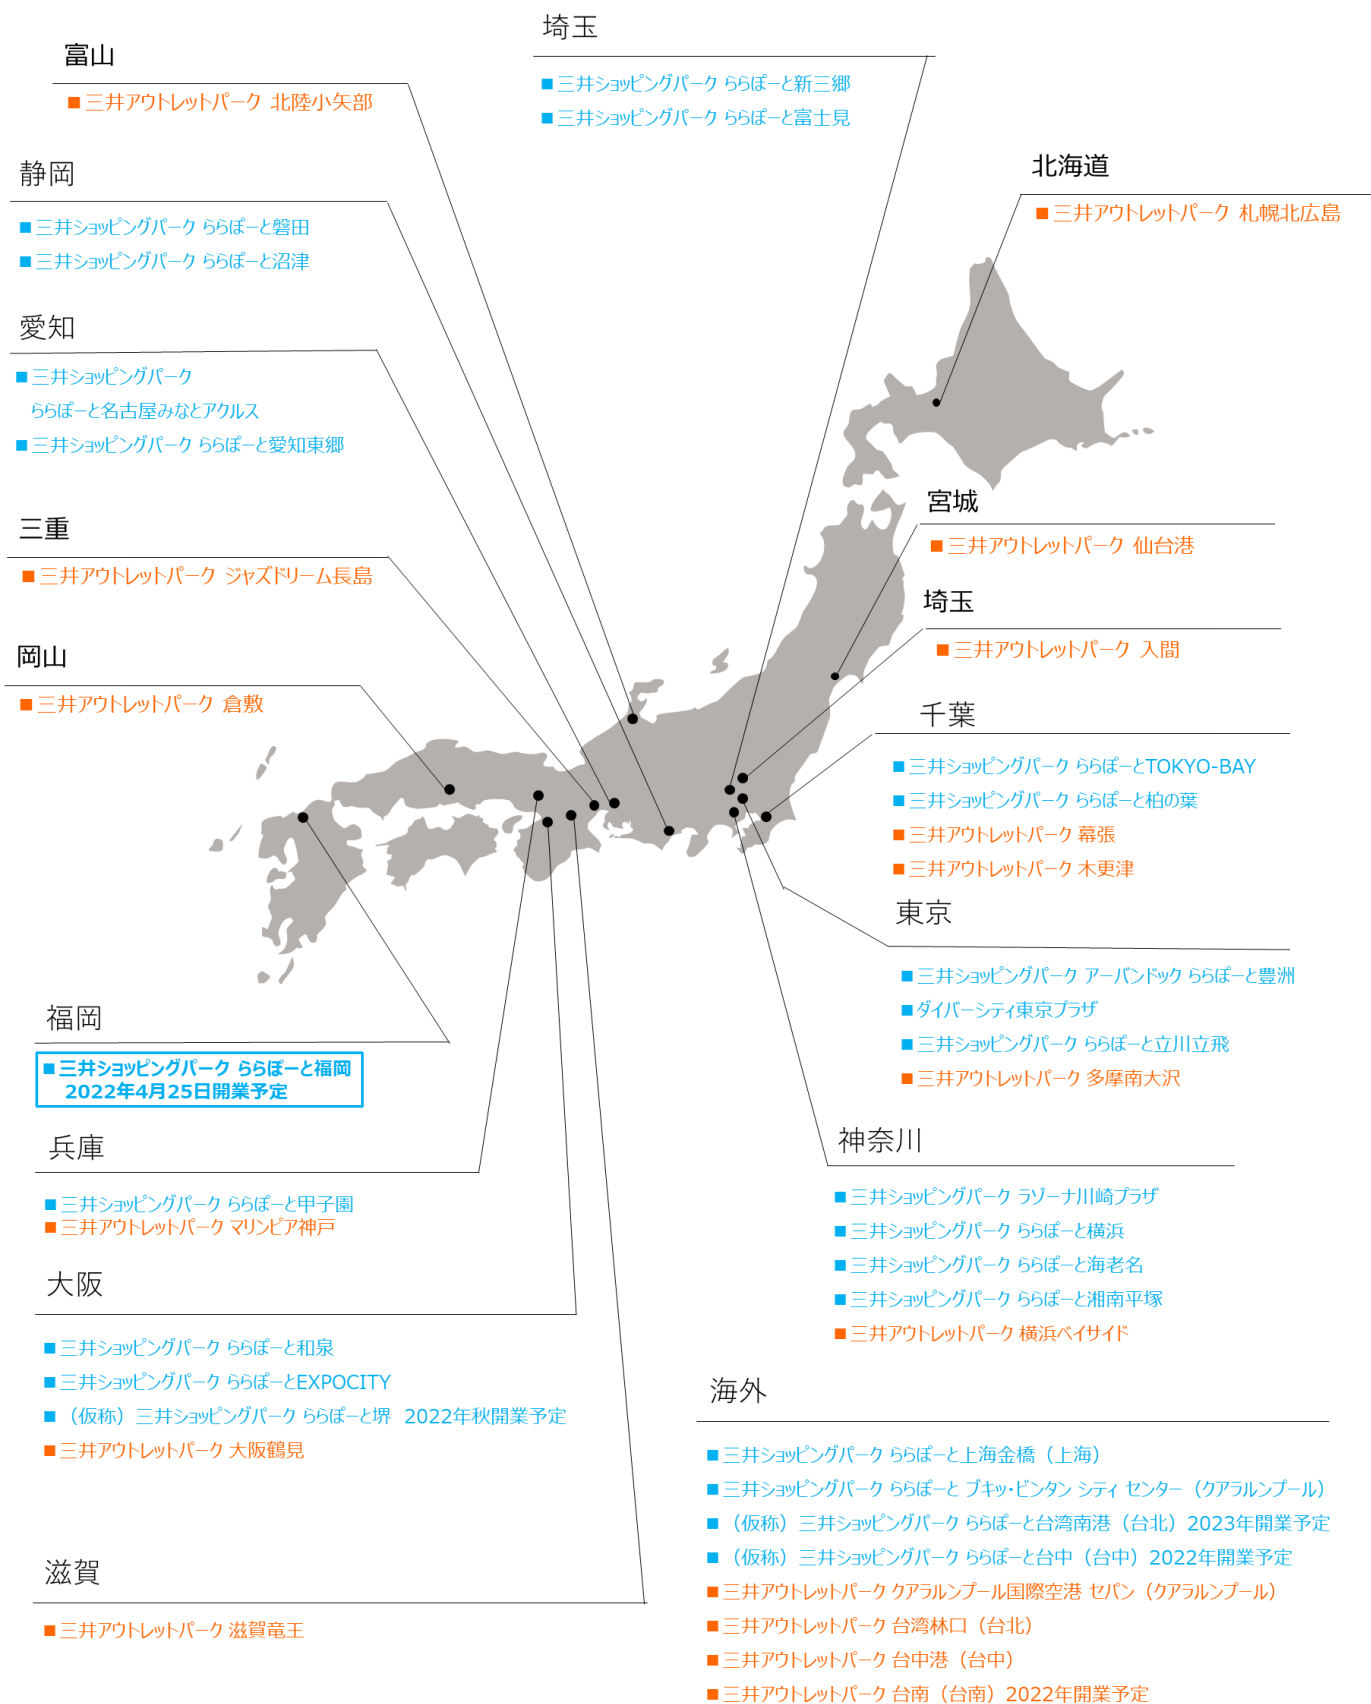 埼玉
■三井ショッピングパーク ららぽーと新三郷
■三井ショッピングパーク ららぽーと富士見
富山
■三井アウトレットパーク 北陸小矢部
静岡
■三井ショッピングパーク ららぽーと磐田
■三井ショッピングパーク ららぽーと沼津
愛知
■三井ショッピングパーク
ららぽーと名古屋みなとアクルス
■三井ショッピングパーク ららぽーと愛知東郷
三重
■三井アウトレットパーク ジャズドリーム長島
岡山
■三井アウトレットパーク 倉敷
北海道
■三井アウトレットパーク 札幌北広島
宮城
■三井アウトレットパーク 仙台港
埼玉
■三井アウトレットパーク 入間
千葉
■三井ショッピングパーク ららぽーとTOKYO-BAY
■三井ショッピングパーク ららぽーと柏の葉
■三井アウトレットパーク 幕張
■三井アウトレットパーク 木更津
東京
■三井ショッピングパーク アーバンドック ららぽーと豊洲
■ダイバーシティ東京プラザ
■三井ショッピングパーク ららぽーと立川立飛
■三井アウトレットパーク 多摩南大沢
神奈川
■三井ショッピングパーク ラゾーナ川崎プラザ
■三井ショッピングパーク ららぽーと横浜
■三井ショッピングパーク ららぽーと海老名
■三井ショッピングパーク ららぽーと湘南平塚
■三井アウトレットパーク 横浜ベイサイド
福岡
■三井ショッピングパーク ららぽーと福岡
2022年4月25日開業予定
兵庫
■三井ショッピングパーク ららぽーと甲子園
■三井アウトレットパーク マリンピア神戸
大阪
■三井ショッピングパーク ららぽーと和泉
■三井ショッピングパーク ららぽーとEXPOCITY
■（仮称）三井ショッピングパーク ららぽーと堺 2022年秋開業予定
■三井アウトレットパーク 大阪鶴見
滋賀
■三井アウトレットパーク 滋賀竜王
海外
■三井ショッピングパーク ららぽーと上海金橋（上海）
■三井ショッピングパーク ららぽーと ブキッ・ビンタン シティ センター（クアラルンプール）
■（仮称）三井ショッピングパーク ららぽーと台湾南港（台北）2023年開業予定
■（仮称）三井ショッピングパーク ららぽーと台中（台中）2022年開業予定
■三井アウトレットパーク クアラルンプール国際空港 セパン（クアラルンプール）
■三井アウトレットパーク 台湾林口（台北）
■三井アウトレットパーク 台中港（台中）
■三井アウトレットパーク 台南（台南）2022年開業予定